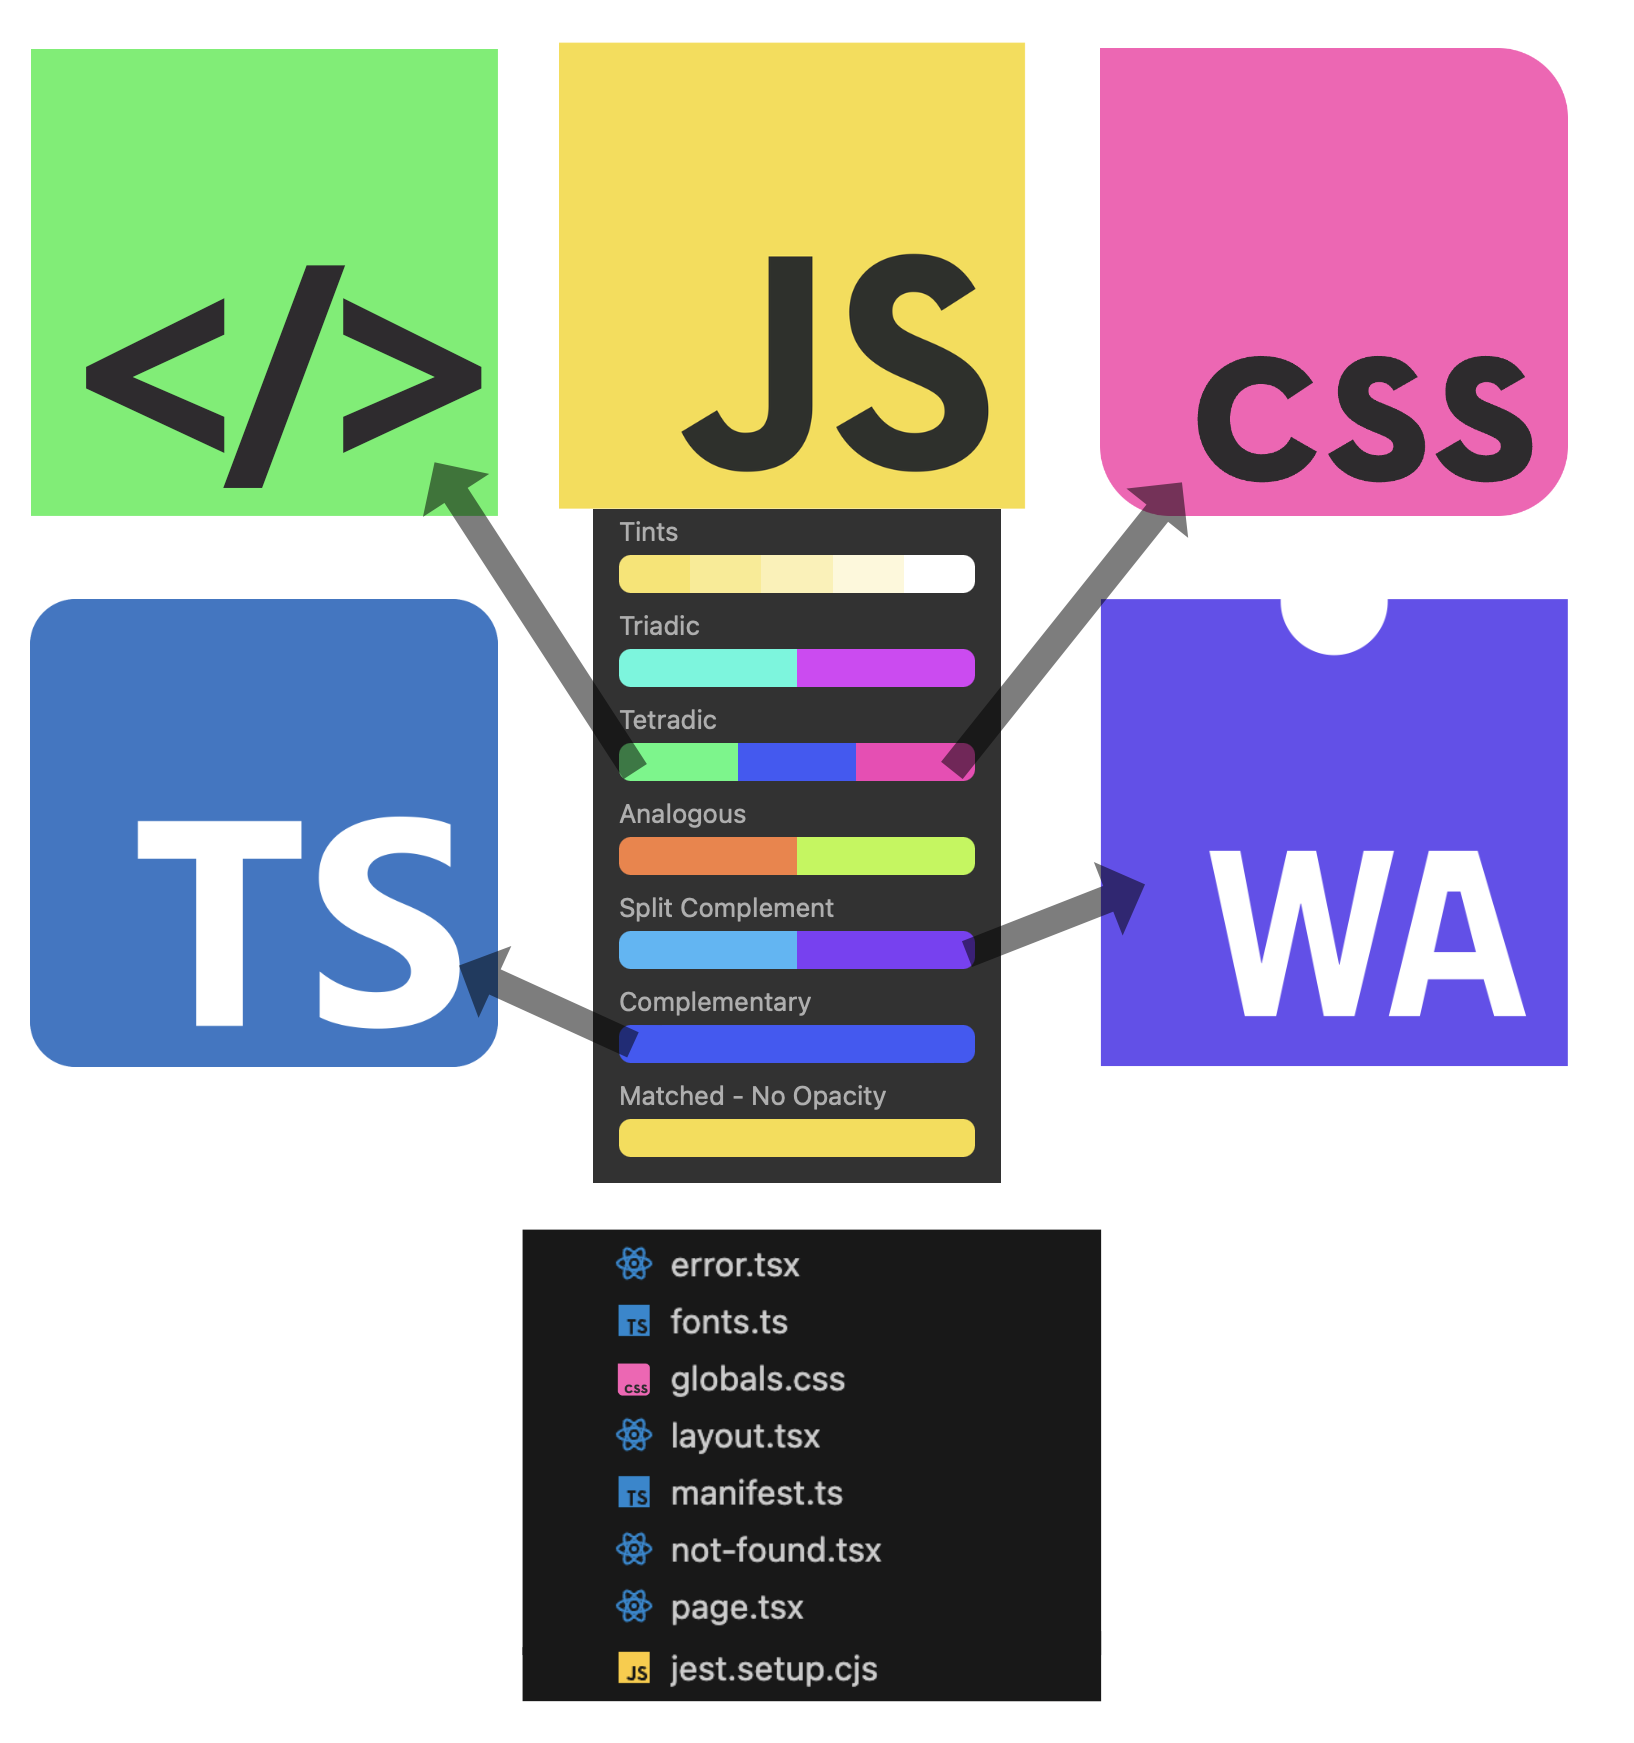 </>
JS
CSS
TS
WA
Tints
Triadic
Tetradic
Analogous
Split Complement
Complementary
Matched - No Opacity
error.tsx
TS fonts.ts
CSS globals.css
layout.tsx
TS manifest.ts
not-found.tsx
page.tsx
JS jest.setup.cjs